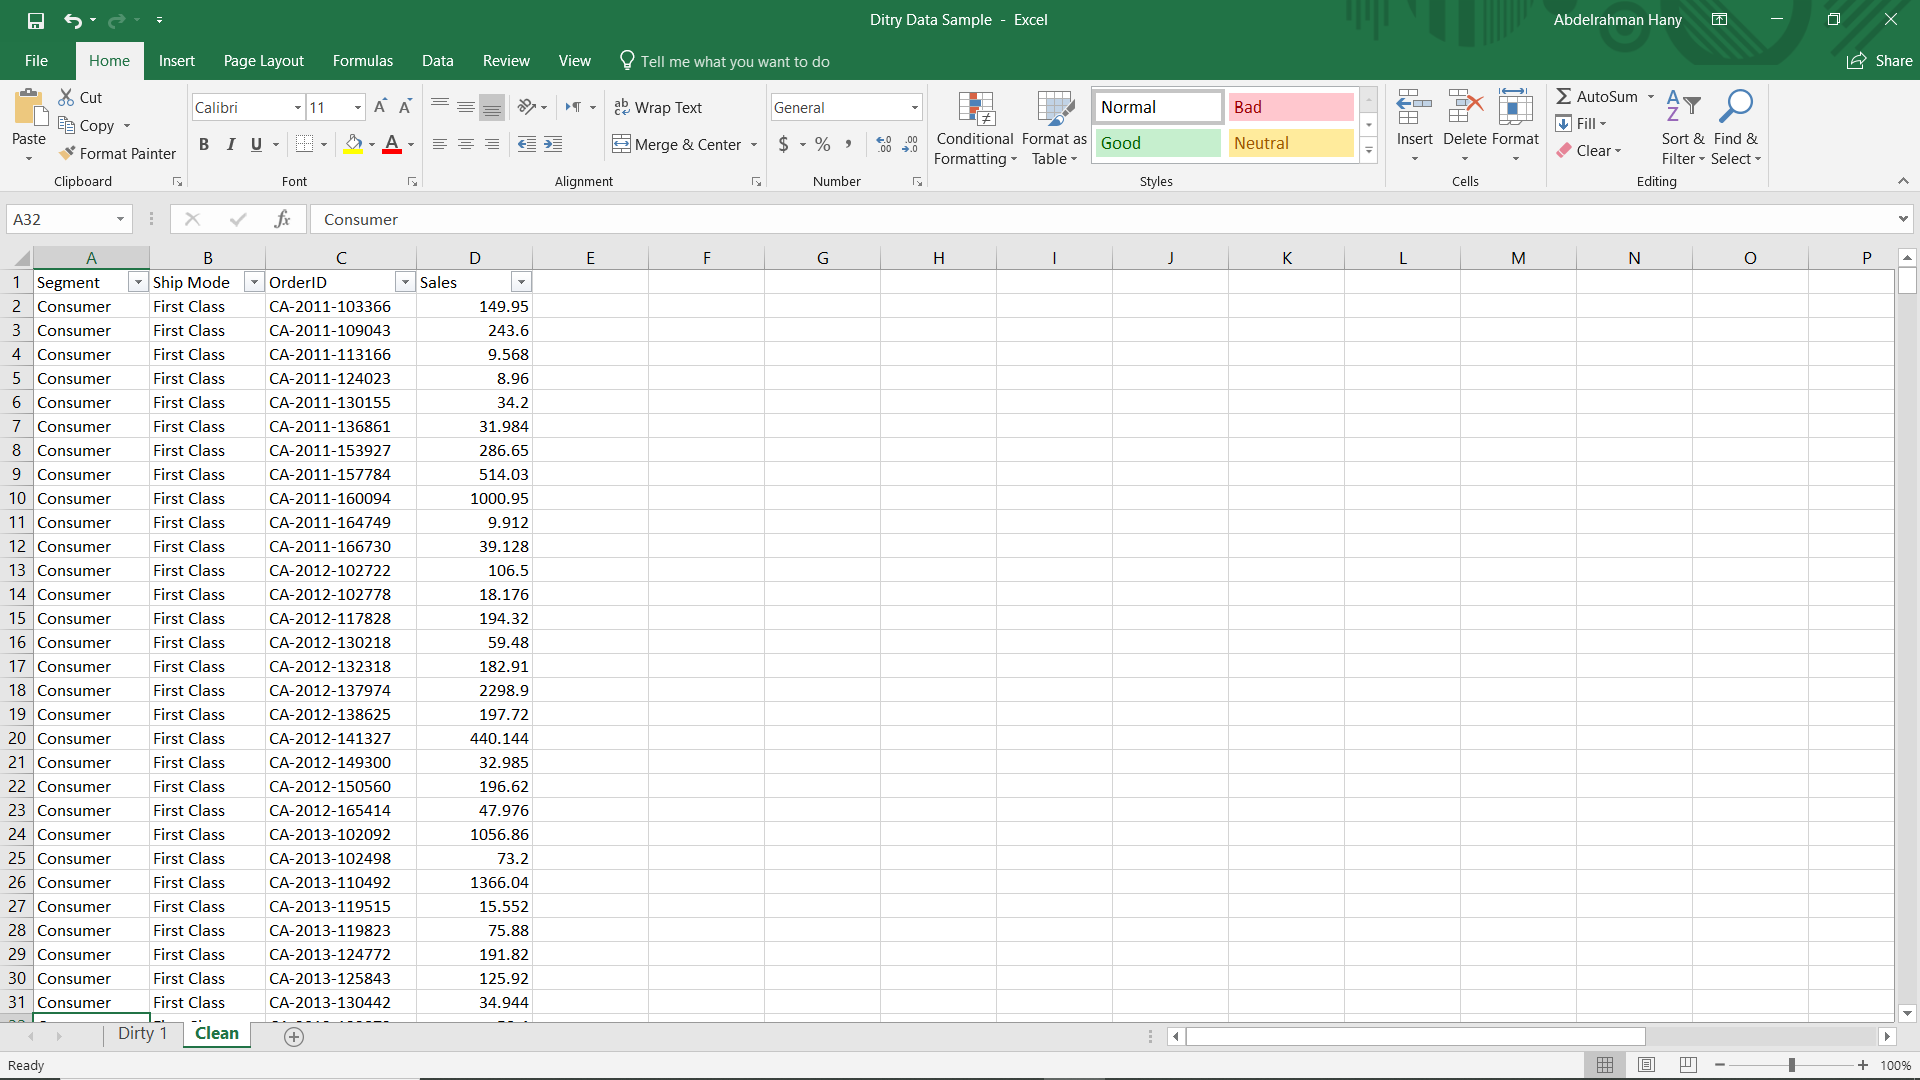 Ditry Data Sample - Excel
Abdelrahman Hany
File Home Insert Page Layout Formulas Data Review View Tell me what you want to do Share
Paste Cut Copy Format Painter
Clipboard
Calibri 11
B I U A
Font
Wrap Text
Merge & Center
Alignment
General
$ % ,
Number
Conditional Formatting
Format as Table
Normal Bad
Good Neutral
Styles
Insert Delete Format
Cells
AutoSum
Fill
Clear
Sort & Filter
Find & Select
Editing
A32 fx Consumer
A B C D E F G H I J K L M N O P
1 Segment Ship Mode OrderID Sales
2 Consumer First Class CA-2011-103366 149.95
3 Consumer First Class CA-2011-109043 243.6
4 Consumer First Class CA-2011-113166 9.568
5 Consumer First Class CA-2011-124023 8.96
6 Consumer First Class CA-2011-130155 34.2
7 Consumer First Class CA-2011-136861 31.984
8 Consumer First Class CA-2011-153927 286.65
9 Consumer First Class CA-2011-157784 514.03
10 Consumer First Class CA-2011-160094 1000.95
11 Consumer First Class CA-2011-164749 9.912
12 Consumer First Class CA-2011-166730 39.128
13 Consumer First Class CA-2012-102722 106.5
14 Consumer First Class CA-2012-102778 18.176
15 Consumer First Class CA-2012-117828 194.32
16 Consumer First Class CA-2012-130218 59.48
17 Consumer First Class CA-2012-132318 182.91
18 Consumer First Class CA-2012-137974 2298.9
19 Consumer First Class CA-2012-138625 197.72
20 Consumer First Class CA-2012-141327 440.144
21 Consumer First Class CA-2012-149300 32.985
22 Consumer First Class CA-2012-150560 196.62
23 Consumer First Class CA-2012-165414 47.976
24 Consumer First Class CA-2013-102092 1056.86
25 Consumer First Class CA-2013-102498 73.2
26 Consumer First Class CA-2013-110492 1366.04
27 Consumer First Class CA-2013-119515 15.552
28 Consumer First Class CA-2013-119823 75.88
29 Consumer First Class CA-2013-124772 191.82
30 Consumer First Class CA-2013-125843 125.92
31 Consumer First Class CA-2013-130442 34.944
Dirty 1 Clean
Ready 100%